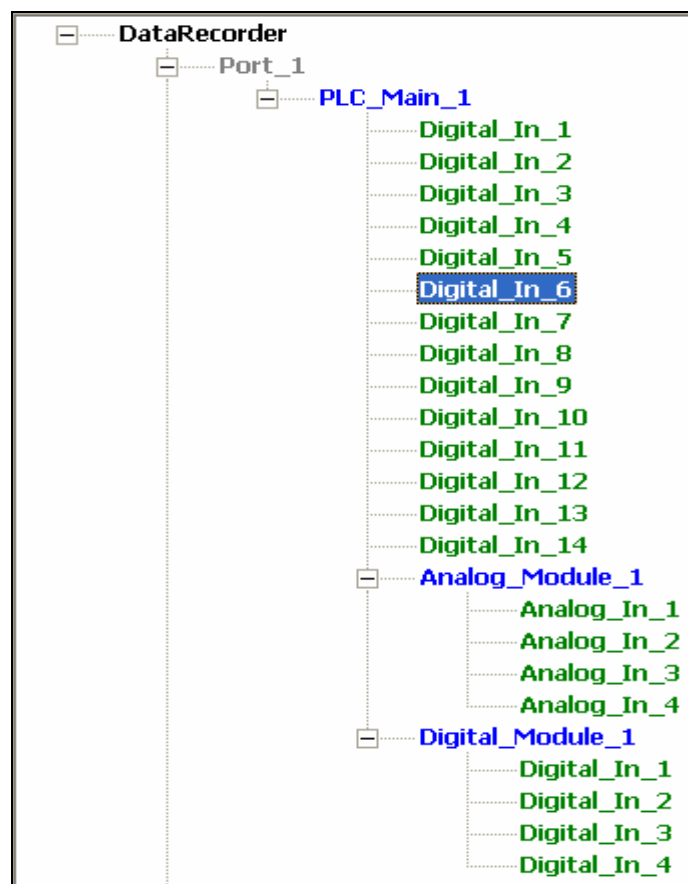 DataRecorder
Port_1
PLC_Main_1
Digital_In_1
Digital_In_2
Digital_In_3
Digital_In_4
Digital_In_5
Digital_In_6
Digital_In_7
Digital_In_8
Digital_In_9
Digital_In_10
Digital_In_11
Digital_In_12
Digital_In_13
Digital_In_14
Analog_Module_1
Analog_In_1
Analog_In_2
Analog_In_3
Analog_In_4
Digital_Module_1
Digital_In_1
Digital_In_2
Digital_In_3
Digital_In_4